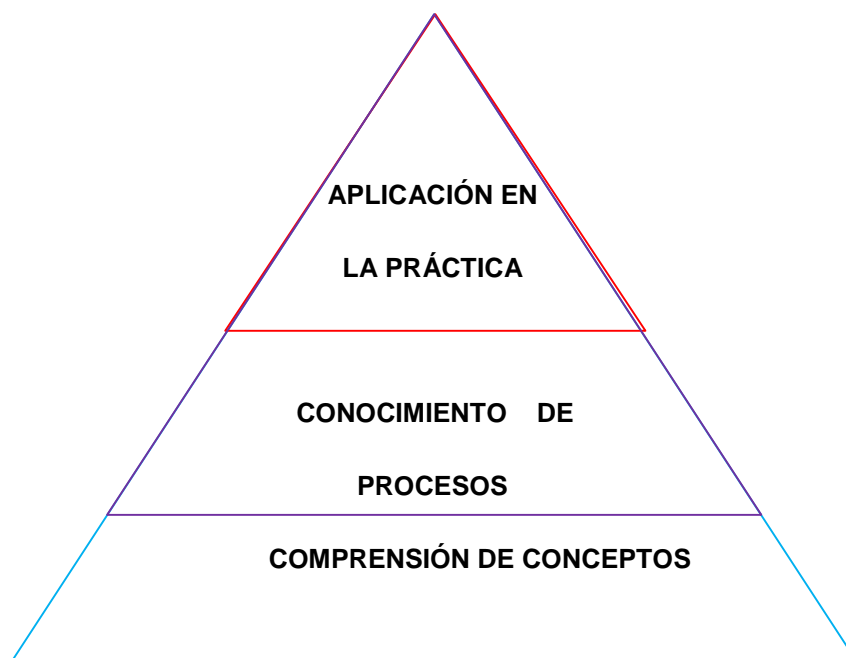 APLICACIÓN EN
LA PRÁCTICA
CONOCIMIENTO DE
PROCESOS
COMPRENSIÓN DE CONCEPTOS